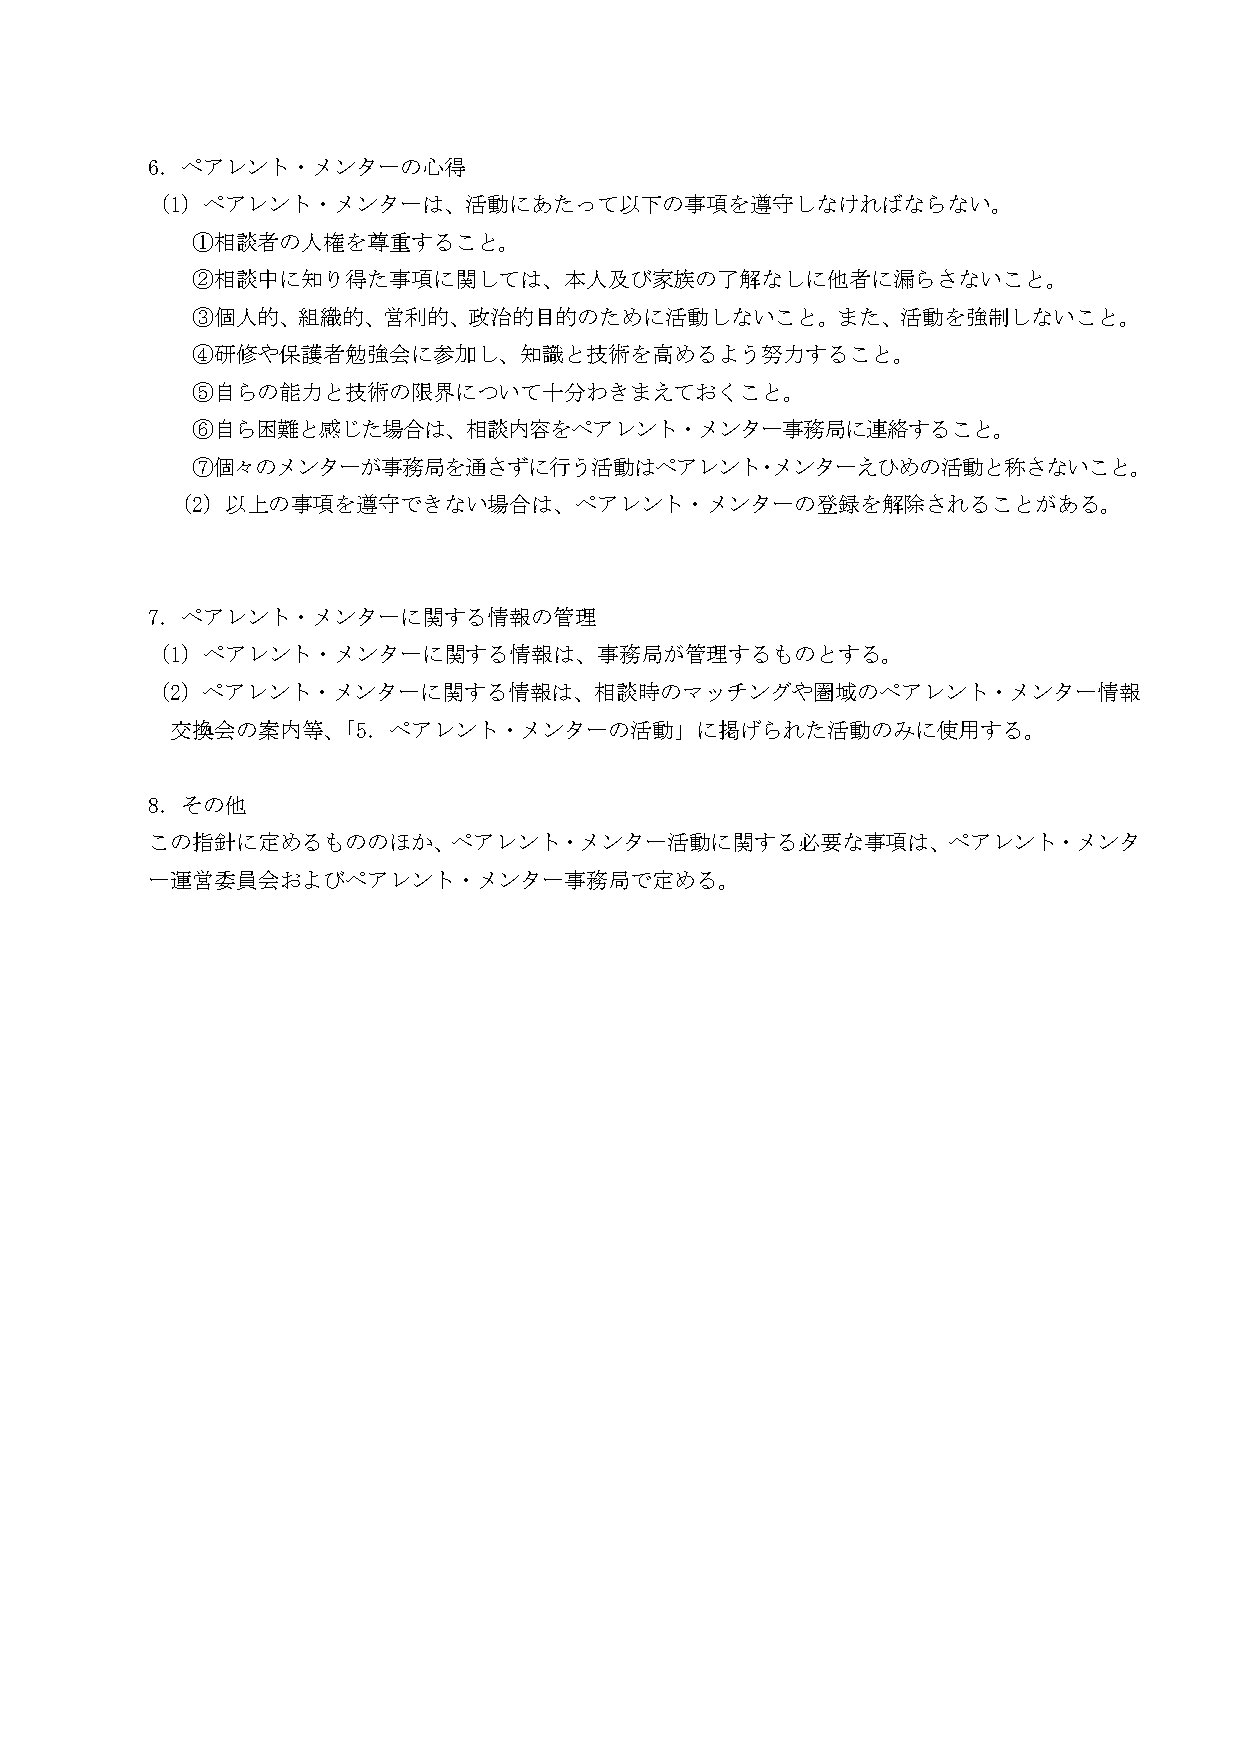 6．ペアレント・メンターの心得
（1）ペアレント・メンターは、活動にあたって以下の事項を遵守しなければならない。
①相談者の人権を尊重すること。
②相談中に知り得た事項に関しては、本人及び家族の了解なしに他者に漏らさないこと。
③個人的、組織的、営利的、政治的目的のために活動しないこと。また、活動を強制しないこと。
④研修や保護者勉強会に参加し、知識と技術を高めるよう努力すること。
⑤自らの能力と技術の限界について十分わきまえておくこと。
⑥自ら困難と感じた場合は、相談内容をペアレント・メンター事務局に連絡すること。
⑦個々のメンターが事務局を通さずに行う活動はペアレント・メンターえひめの活動と称さないこと。
（2）以上の事項を遵守できない場合は、ペアレント・メンターの登録を解除されることがある。
7．ペアレント・メンターに関する情報の管理
（1）ペアレント・メンターに関する情報は、事務局が管理するものとする。
（2）ペアレント・メンターに関する情報は、相談時のマッチングや圏域のペアレント・メンター情報
交換会の案内等、「5．ペアレント・メンターの活動」に掲げられた活動のみに使用する。
8．その他
この指針に定めるもののほか、ペアレント・メンター活動に関する必要な事項は、ペアレント・メンタ
ー運営委員会およびペアレント・メンター事務局で定める。